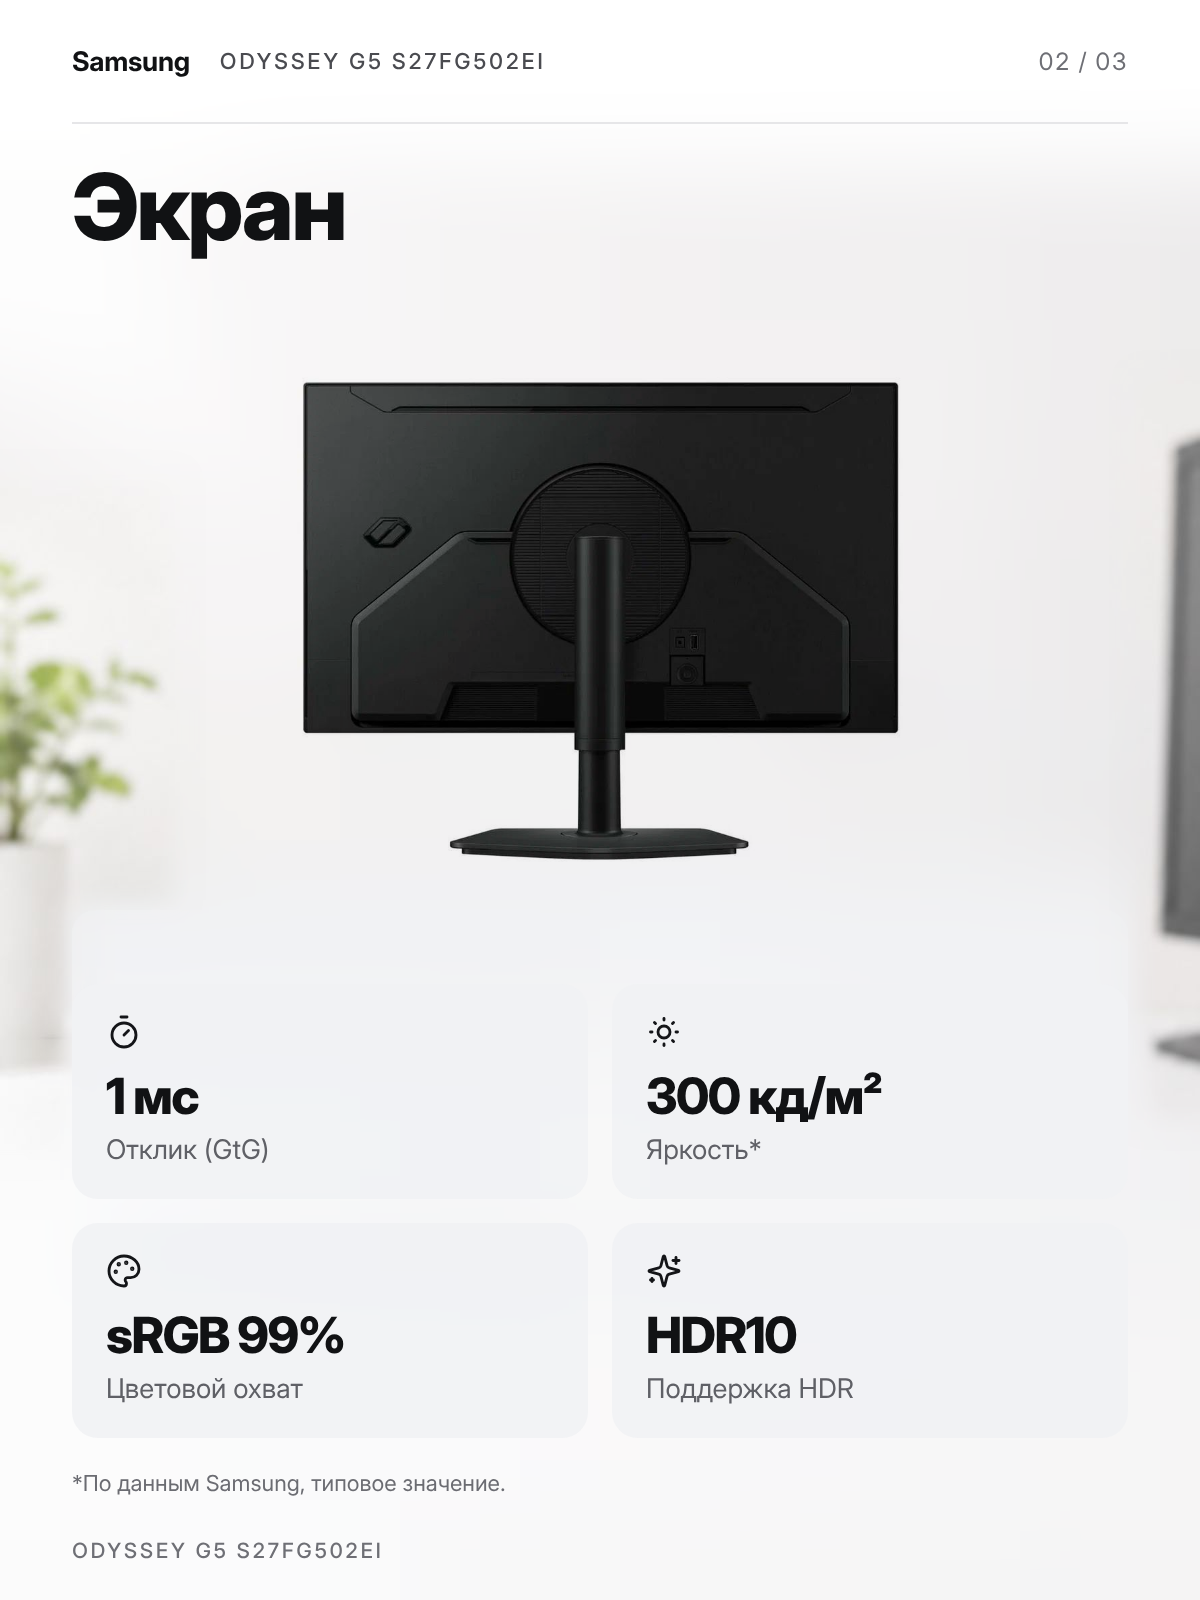 Samsung ODYSSEY G5 S27FG502EI 02 / 03
Экран
1 мс
Отклик (GtG)
300 кд/м²
Яркость*
sRGB 99%
Цветовой охват
HDR10
Поддержка HDR
*По данным Samsung, типовое значение.
ODYSSEY G5 S27FG502EI